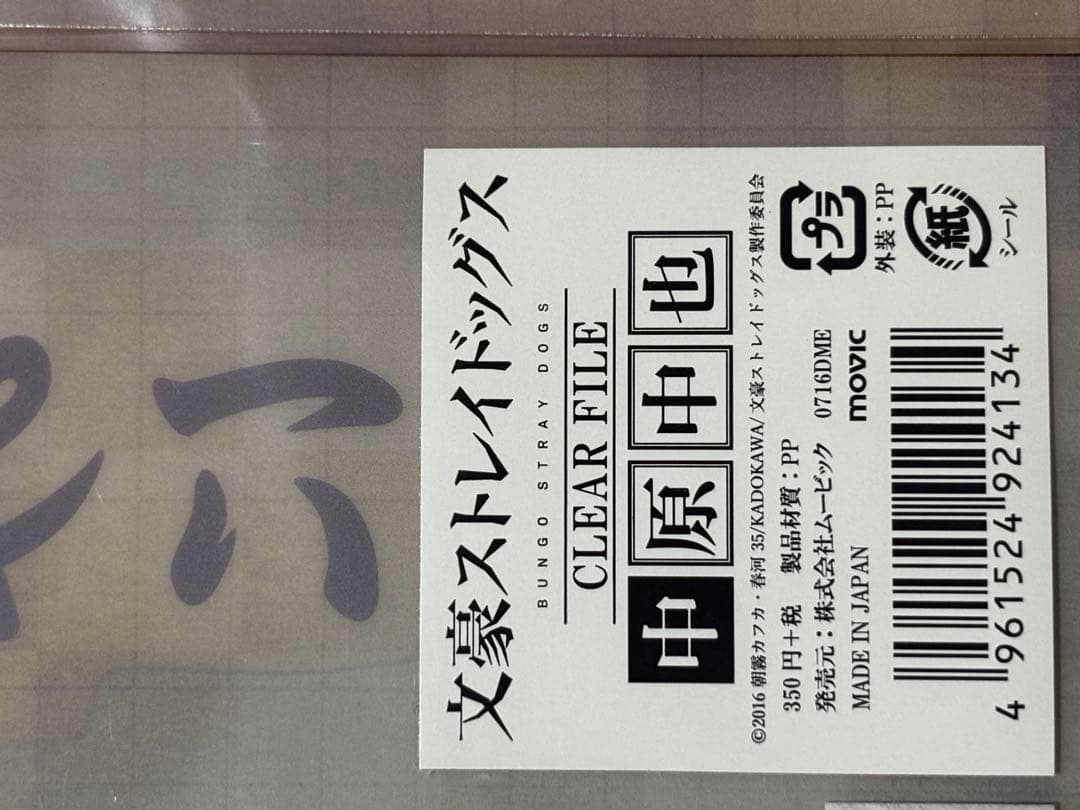 文豪ストレイドッグス
BUNGO STRAY DOGS
CLEAR FILE
中原中也
©2016 朝霧カフカ・春河35/KADOKAWA/文豪ストレイドッグス製作委員会
350円+税 製品材質：PP
発売元：株式会社ムービック 0716DME
MADE IN JAPAN movic
4 961524 924134
プラ
外装：PP
紙
シール